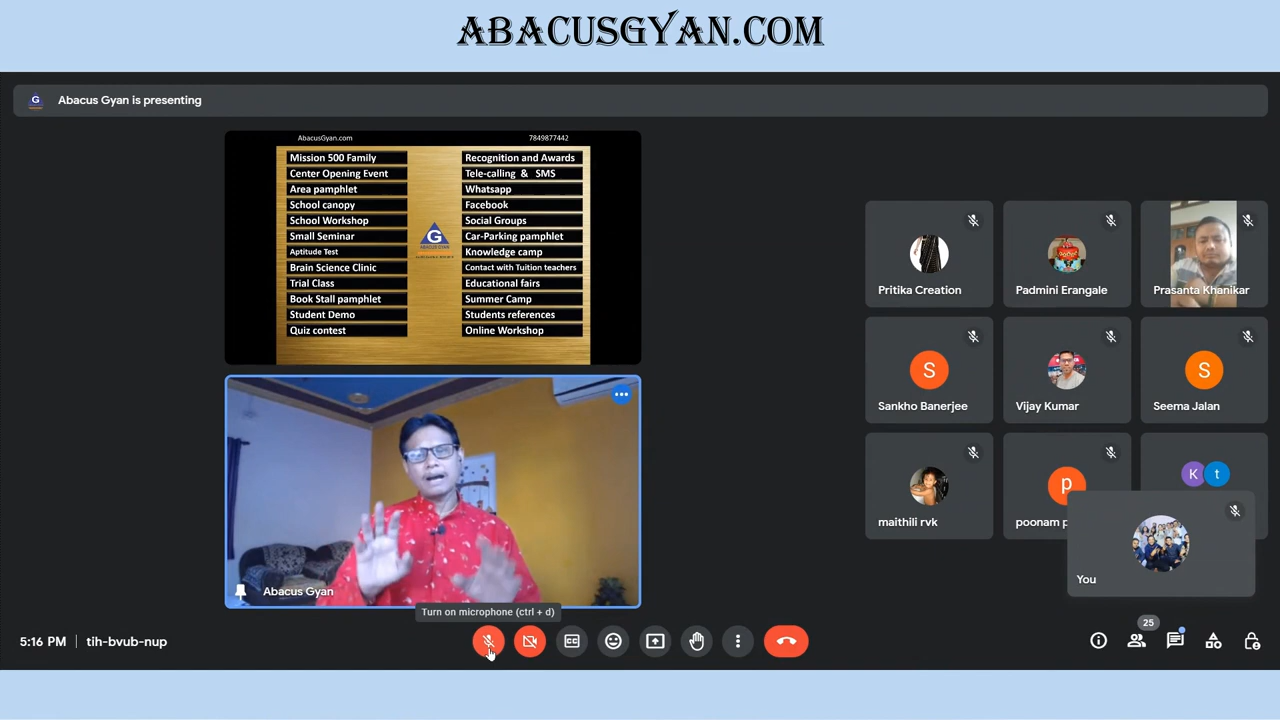 ABACUSGYAN.COM
G
Abacus Gyan is presenting
AbacusGyan.com
7849877442
Mission 500 Family
Center Opening Event
Area pamphlet
School canopy
School Workshop
Small Seminar
Aptitude Test
Brain Science Clinic
Trial Class
Book Stall pamphlet
Student Demo
Quiz contest
G
ABACUS GYAN
Recognition and Awards
Tele-calling & SMS
Whatsapp
Facebook
Social Groups
Car-Parking pamphlet
Knowledge camp
Contact with Tuition teachers
Educational fairs
Summer Camp
Students references
Online Workshop
Pritika Creation
Padmini Erangale
Prasanta Khanikar
S
Sankho Banerjee
Vijay Kumar
S
Seema Jalan
maithili rvk
p
poonam p
K
t
You
Abacus Gyan
Turn on microphone (ctrl + d)
5:16 PM | tih-bvub-nup
CC
25